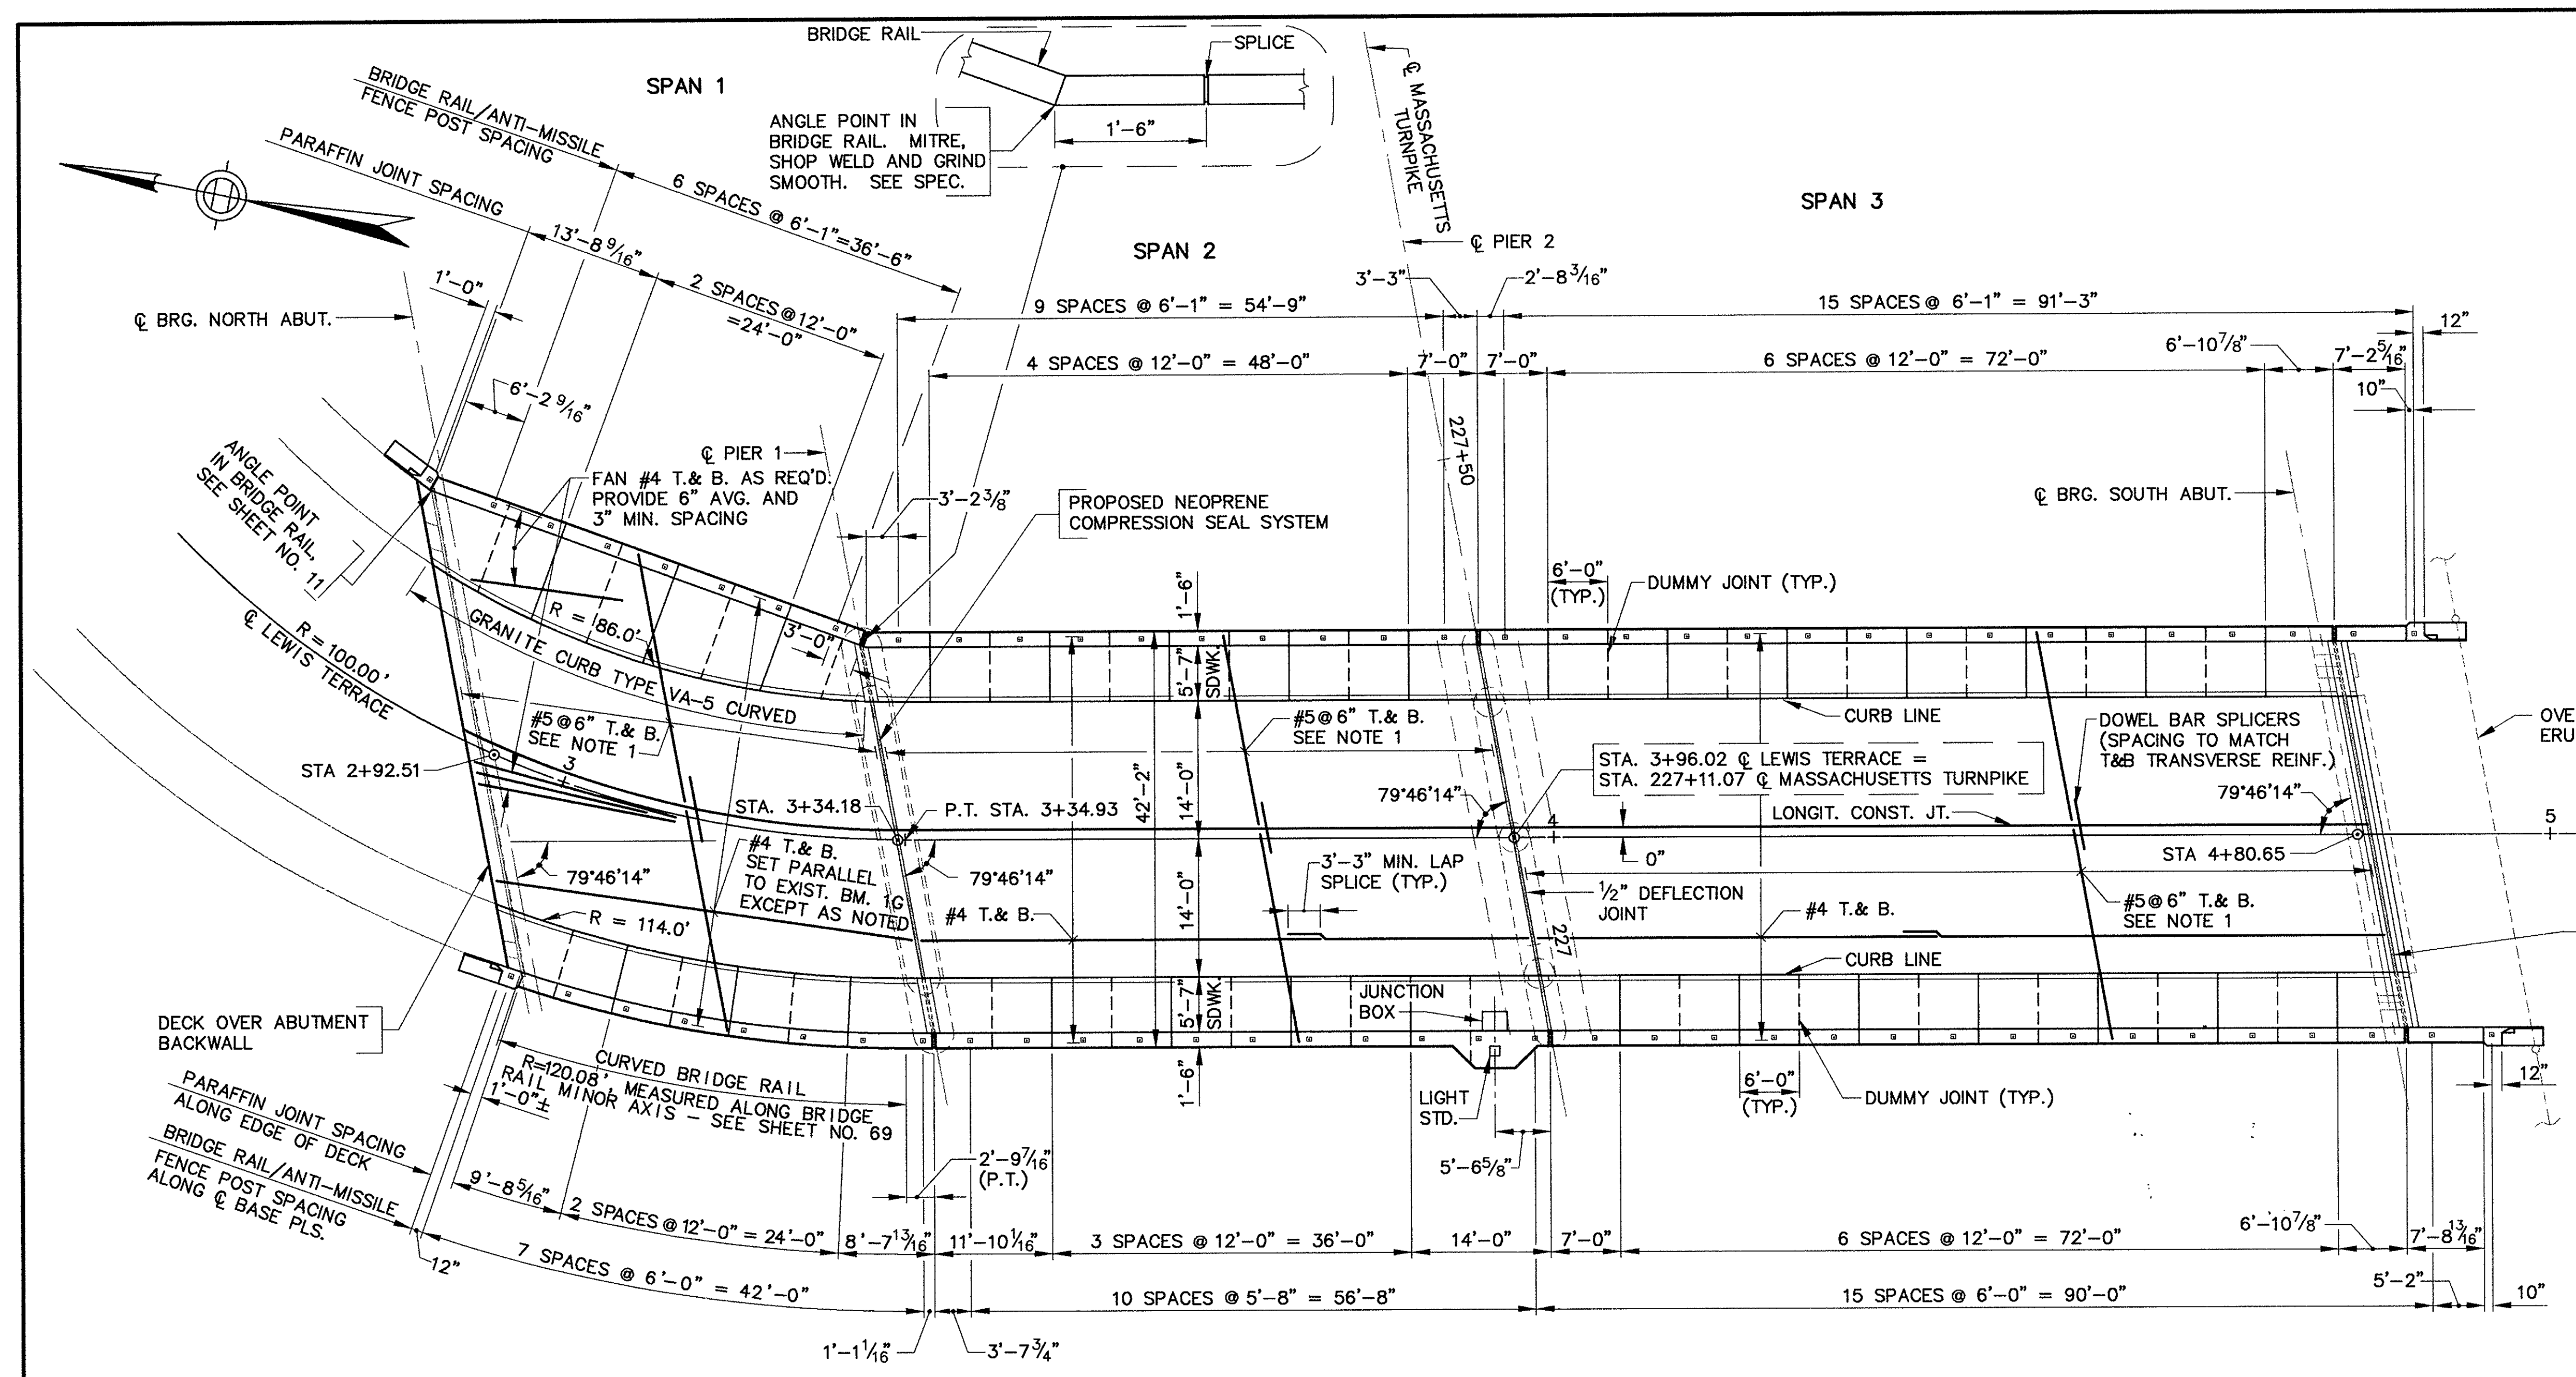 BRIDGE RAIL
SPLICE
SPAN 1
BRIDGE RAIL/ANTI-MISSILE
FENCE POST SPACING
PARAFFIN JOINT SPACING
ANGLE POINT IN
BRIDGE RAIL. MITRE,
SHOP WELD AND GRIND
SMOOTH. SEE SPEC.
1'-6"
℄ MASSACHUSETTS
TURNPIKE
SPAN 3
6 SPACES @ 6'-1"=36'-6"
13'-8 9/16"
2 SPACES @ 12'-0"
=24'-0"
1'-0"
SPAN 2
℄ PIER 2
3'-3"
2'-8 3/16"
℄ BRG. NORTH ABUT.
9 SPACES @ 6'-1" = 54'-9"
15 SPACES @ 6'-1" = 91'-3"
12"
4 SPACES @ 12'-0" = 48'-0"
7'-0"
7'-0"
6 SPACES @ 12'-0" = 72'-0"
6'-10 7/8"
7'-2 5/16"
10"
6'-2 9/16"
ANGLE POINT
IN BRIDGE RAIL,
SEE SHEET NO. 11
℄ PIER 1
FAN #4 T.& B. AS REQ'D.
PROVIDE 6" AVG. AND
3" MIN. SPACING
3'-2 3/8"
PROPOSED NEOPRENE
COMPRESSION SEAL SYSTEM
227+50
℄ BRG. SOUTH ABUT.
R = 86.0'
GRANITE CURB TYPE VA-5 CURVED
3'-0"
R = 100.00'
℄ LEWIS TERRACE
1'-6"
5'-7"
SDWK.
6'-0"
(TYP.)
DUMMY JOINT (TYP.)
#5@6" T.& B.
SEE NOTE 1
#5@6" T.& B.
SEE NOTE 1
CURB LINE
DOWEL BAR SPLICERS
(SPACING TO MATCH
T&B TRANSVERSE REINF.)
OVE
ERU
STA 2+92.51
3
STA. 3+34.18
P.T. STA. 3+34.93
42'-2"
14'-0"
79°46'14"
STA. 3+96.02 ℄ LEWIS TERRACE =
STA. 227+11.07 ℄ MASSACHUSETTS TURNPIKE
LONGIT. CONST. JT.
79°46'14"
4
5
0"
STA 4+80.65
79°46'14"
#4 T.& B.
SET PARALLEL
TO EXIST. BM. 1G
EXCEPT AS NOTED
79°46'14"
3'-3" MIN. LAP
SPLICE (TYP.)
1/2" DEFLECTION
JOINT
14'-0"
#4 T.& B.
#4 T.& B.
#5@6" T.& B.
SEE NOTE 1
R = 114.0'
227
CURB LINE
5'-7"
SDWK.
JUNCTION
BOX
DECK OVER ABUTMENT
BACKWALL
CURVED BRIDGE RAIL
R=120.08', MEASURED ALONG BRIDGE
RAIL MINOR AXIS - SEE SHEET NO. 69
1'-6"
LIGHT
STD.
6'-0"
(TYP.)
DUMMY JOINT (TYP.)
12"
PARAFFIN JOINT SPACING
ALONG EDGE OF DECK
1'-0"±
BRIDGE RAIL/ANTI-MISSILE
FENCE POST SPACING
ALONG ℄ BASE PLS.
2'-9 7/16"
(P.T.)
5'-6 5/8"
9'-8 5/16"
2 SPACES @ 12'-0" = 24'-0"
8'-7 13/16"
11'-10 1/16"
3 SPACES @ 12'-0" = 36'-0"
14'-0"
7'-0"
6 SPACES @ 12'-0" = 72'-0"
6'-10 7/8"
7'-8 13/16"
12"
7 SPACES @ 6'-0" = 42'-0"
10 SPACES @ 5'-8" = 56'-8"
15 SPACES @ 6'-0" = 90'-0"
5'-2"
10"
1'-1 1/16"
3'-7 3/4"